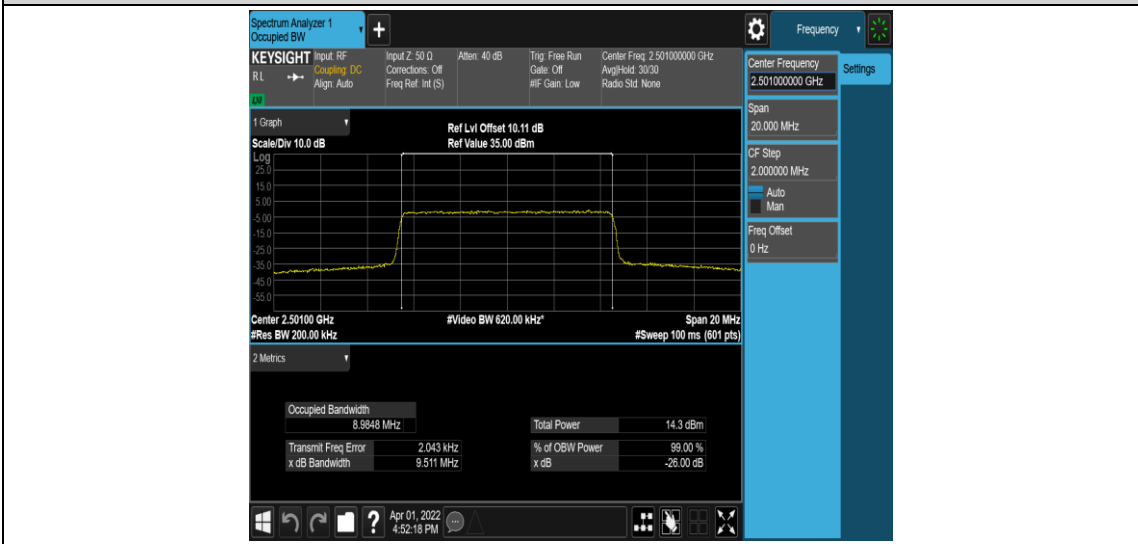 Spectrum Analyzer 1
Occupied BW
+
Frequency
KEYSIGHT
RL
LXI
Input: RF
Coupling: DC
Align: Auto
Input Z: 50 Ω
Corrections: Off
Freq Ref: Int (S)
Atten: 40 dB
Trig: Free Run
Gate: Off
#IF Gain: Low
Center Freq: 2.501000000 GHz
Avg|Hold: 30/30
Radio Std: None
Center Frequency
2.501000000 GHz
Settings
Span
20.000 MHz
CF Step
2.000000 MHz
Auto
Man
Freq Offset
0 Hz
1 Graph
Scale/Div 10.0 dB
Ref Lvl Offset 10.11 dB
Ref Value 35.00 dBm
Log
25.0
15.0
5.00
-5.00
-15.0
-25.0
-35.0
-45.0
-55.0
Center 2.50100 GHz
#Video BW 620.00 kHz*
Span 20 MHz
#Res BW 200.00 kHz
#Sweep 100 ms (601 pts)
2 Metrics
Occupied Bandwidth
8.9848 MHz
Total Power 14.3 dBm
Transmit Freq Error 2.043 kHz
% of OBW Power 99.00 %
x dB Bandwidth 9.511 MHz
x dB -26.00 dB
?
Apr 01, 2022
4:52:18 PM